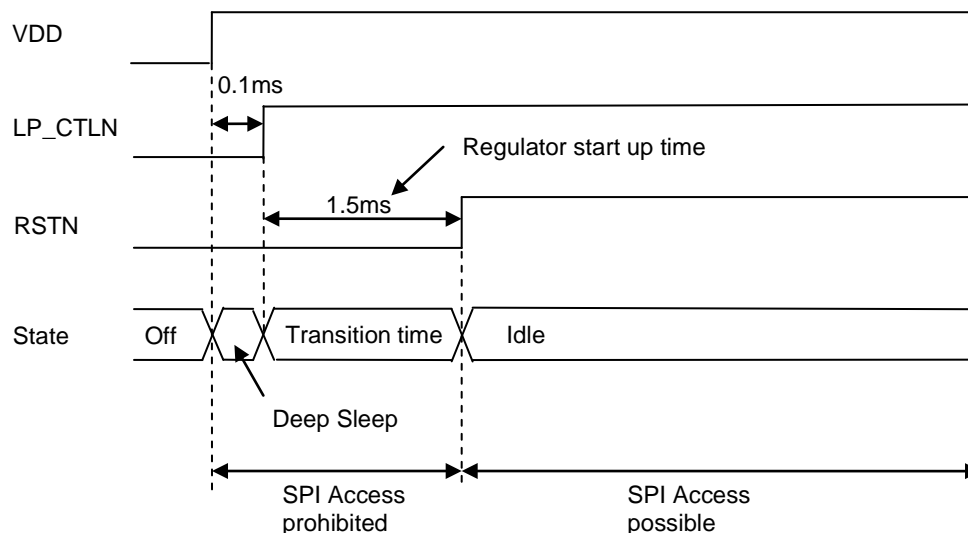 VDD
0.1ms
LP_CTLN
Regulator start up time
1.5ms
RSTN
State
Off
Transition time
Idle
Deep Sleep
SPI Access
prohibited
SPI Access
possible